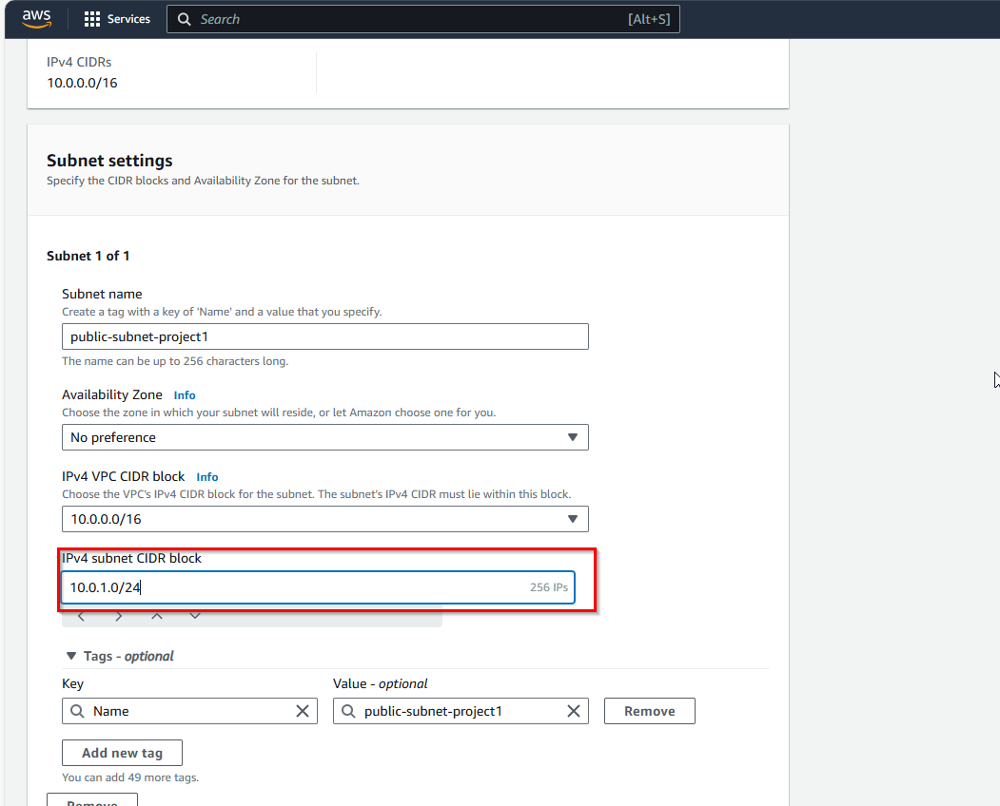 aws
Services
Search
[Alt+S]
IPv4 CIDRs
10.0.0.0/16
Subnet settings
Specify the CIDR blocks and Availability Zone for the subnet.
Subnet 1 of 1
Subnet name
Create a tag with a key of 'Name' and a value that you specify.
public-subnet-project1
The name can be up to 256 characters long.
Availability Zone Info
Choose the zone in which your subnet will reside, or let Amazon choose one for you.
No preference
IPv4 VPC CIDR block Info
Choose the VPC's IPv4 CIDR block for the subnet. The subnet's IPv4 CIDR must lie within this block.
10.0.0.0/16
IPv4 subnet CIDR block
10.0.1.0/24 256 IPs
Tags - optional
Key Value - optional
Name public-subnet-project1 Remove
Add new tag
You can add 49 more tags.
Remove